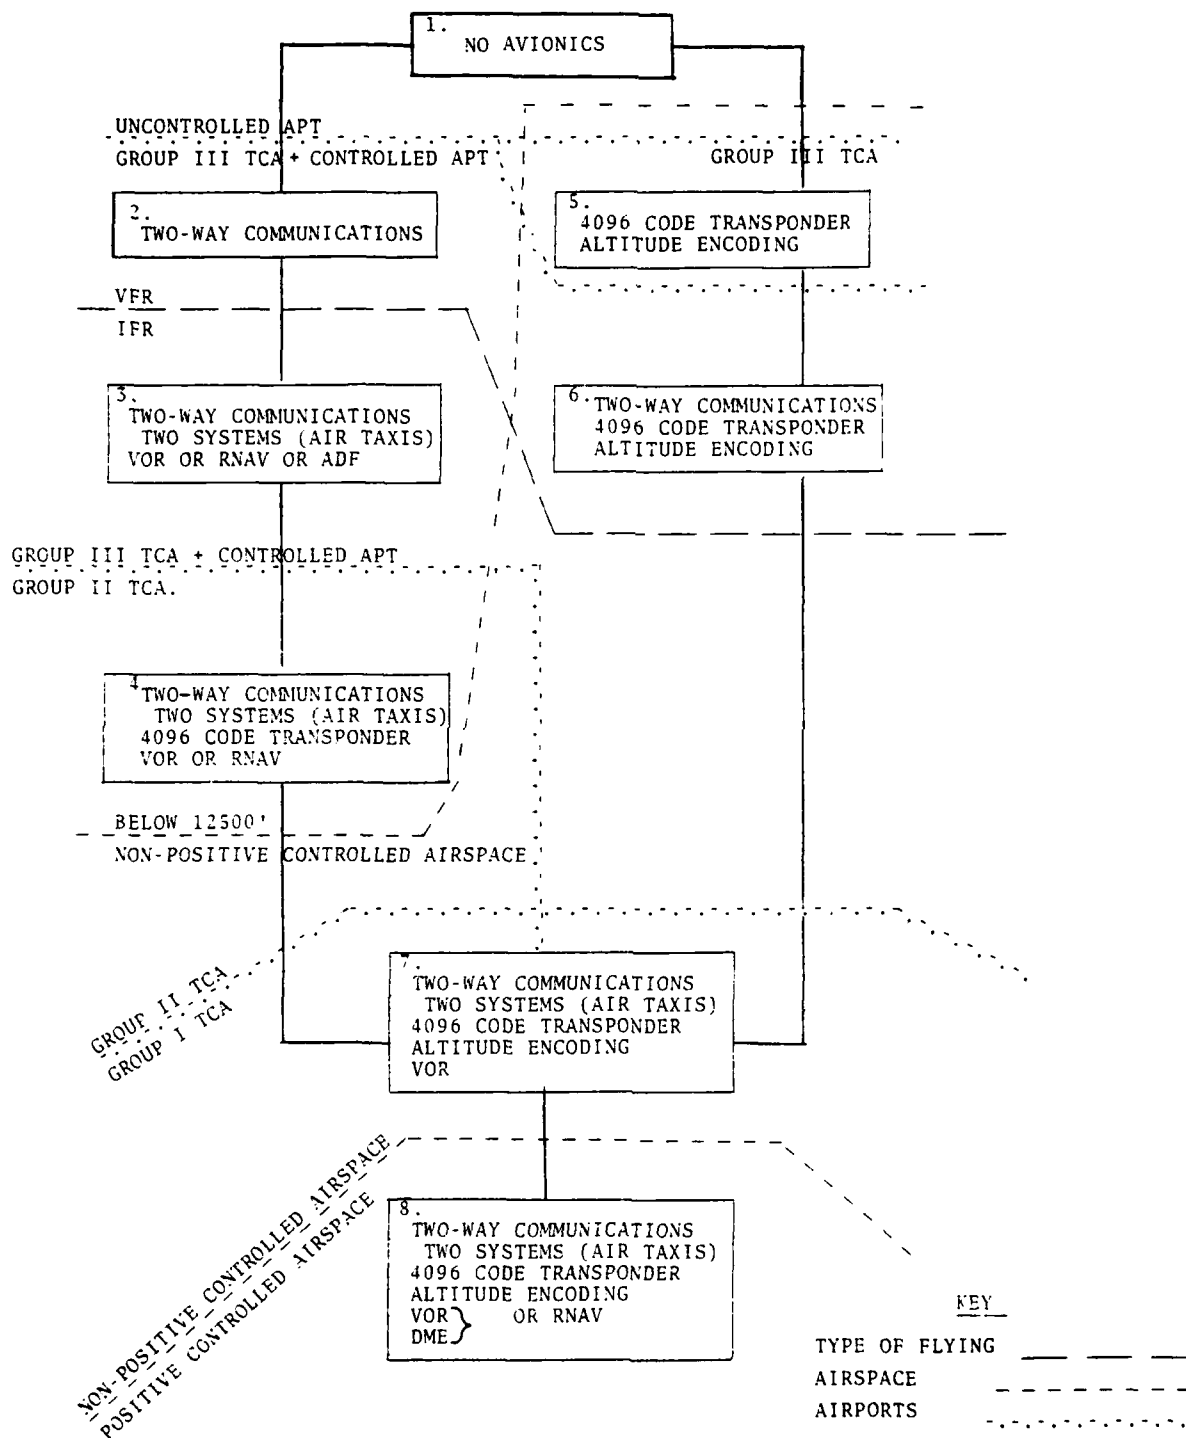 1.
NO AVIONICS
UNCONTROLLED APT
GROUP III TCA + CONTROLLED APT
GROUP III TCA
2.
TWO-WAY COMMUNICATIONS
5.
4096 CODE TRANSPONDER
ALTITUDE ENCODING
VFR
IFR
3.
TWO-WAY COMMUNICATIONS
TWO SYSTEMS (AIR TAXIS)
VOR OR RNAV OR ADF
6.
TWO-WAY COMMUNICATIONS
4096 CODE TRANSPONDER
ALTITUDE ENCODING
GROUP III TCA + CONTROLLED APT
GROUP II TCA.
4
TWO-WAY COMMUNICATIONS
TWO SYSTEMS (AIR TAXIS)
4096 CODE TRANSPONDER
VOR OR RNAV
BELOW 12500'
NON-POSITIVE CONTROLLED AIRSPACE
GROUP II TCA
GROUP I TCA
7.
TWO-WAY COMMUNICATIONS
TWO SYSTEMS (AIR TAXIS)
4096 CODE TRANSPONDER
ALTITUDE ENCODING
VOR
NON-POSITIVE CONTROLLED AIRSPACE
POSITIVE CONTROLLED AIRSPACE
8.
TWO-WAY COMMUNICATIONS
TWO SYSTEMS (AIR TAXIS)
4096 CODE TRANSPONDER
ALTITUDE ENCODING
VOR } OR RNAV
DME
KEY
TYPE OF FLYING
AIRSPACE
AIRPORTS